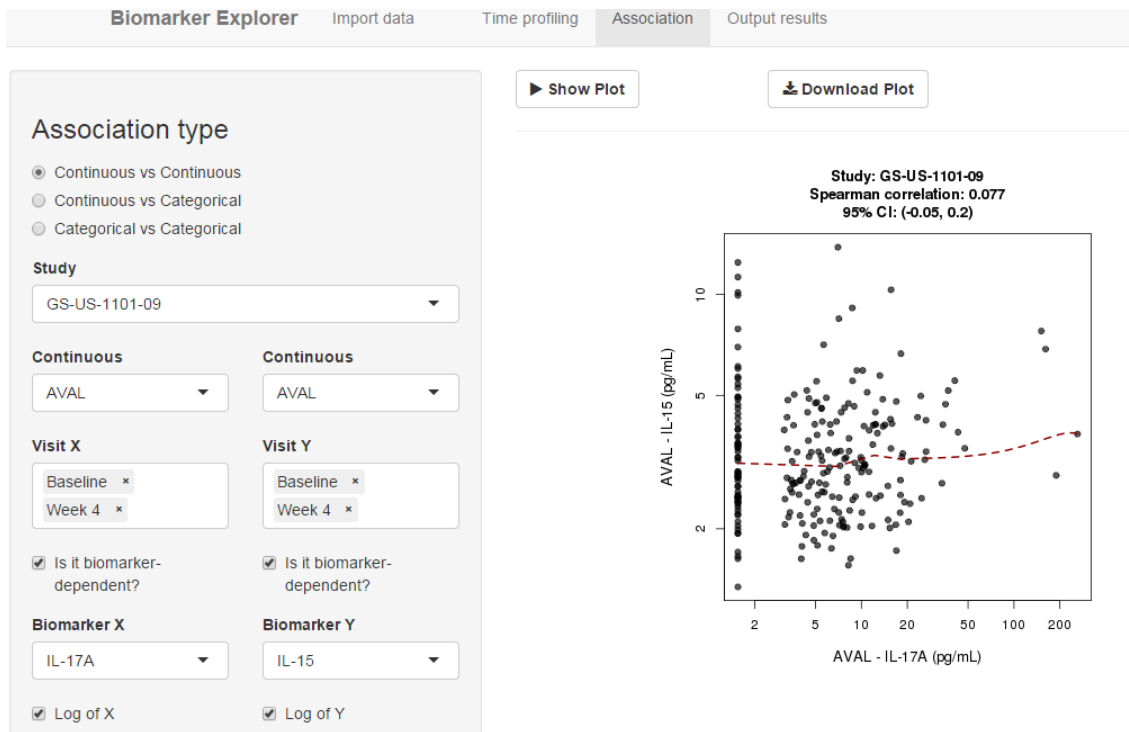 Biomarker Explorer Import data Time profiling Association Output results
Show Plot Download Plot
Association type
Continuous vs Continuous
Continuous vs Categorical
Categorical vs Categorical
Study
GS-US-1101-09
Continuous Continuous
AVAL AVAL
Visit X Visit Y
Baseline × Baseline ×
Week 4 × Week 4 ×
Is it biomarker- Is it biomarker-
dependent? dependent?
Biomarker X Biomarker Y
IL-17A IL-15
Log of X Log of Y
Study: GS-US-1101-09
Spearman correlation: 0.077
95% CI: (-0.05, 0.2)
AVAL - IL-15 (pg/mL)
10
5
2
2 5 10 20 50 100 200
AVAL - IL-17A (pg/mL)